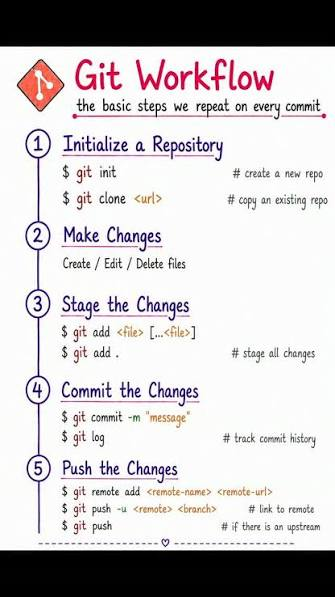 Git Workflow
the basic steps we repeat on every commit
1 Initialize a Repository
$ git init # create a new repo
$ git clone <url> # copy an existing repo
2 Make Changes
Create / Edit / Delete files
3 Stage the Changes
$ git add <file> [...<file>]
$ git add . # stage all changes
4 Commit the Changes
$ git commit -m "message"
$ git log # track commit history
5 Push the Changes
$ git remote add <remote-name> <remote-url>
$ git push -u <remote> <branch> # link to remote
$ git push # if there is an upstream